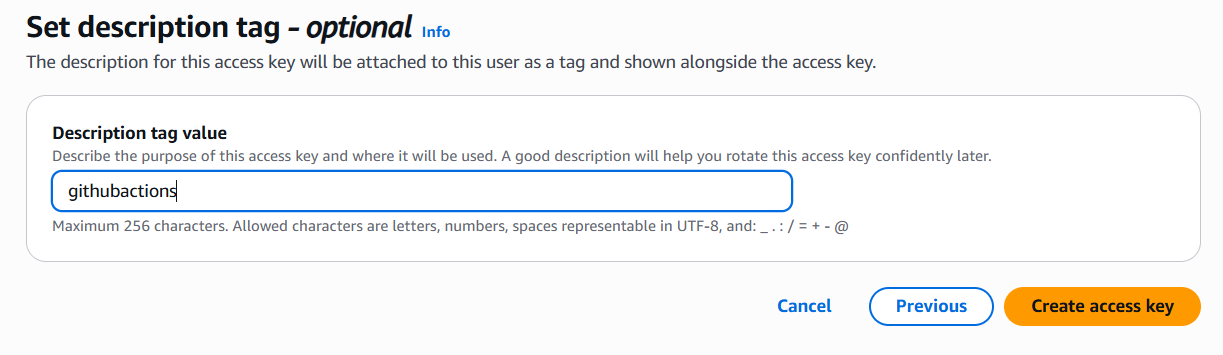 Set description tag – optional Info
The description for this access key will be attached to this user as a tag and shown alongside the access key.
Description tag value
Describe the purpose of this access key and where it will be used. A good description will help you rotate this access key confidently later.
githubactions
Maximum 256 characters. Allowed characters are letters, numbers, spaces representable in UTF-8, and: _ . : / = + - @
Cancel Previous Create access key